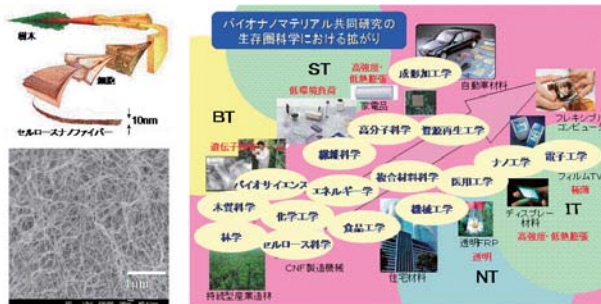 樹木
細胞
セルロースナノファイバー
10nm
1um
バイオナノマテリアル共同研究の
生存圏科学における拡がり
ST
高強度・
低熱膨張
成形加工学
自動車材料
低環境負荷
家電品
BT
高分子科学
資源再生工学
フレキシブル
コンピュータ
遺伝子
繊維科学
ナノ工学
電子工学
バイオサイエンス
エネルギー学
複合材料科学
医用工学
フィルムTV
極薄
木質科学
化学工学
機械工学
ディスプレー
材料
IT
林学
セルロース科学
食品工学
透明FRP
高強度・低熱膨張
CNF製造機械
透明
持続型産業造林
住宅材料
NT